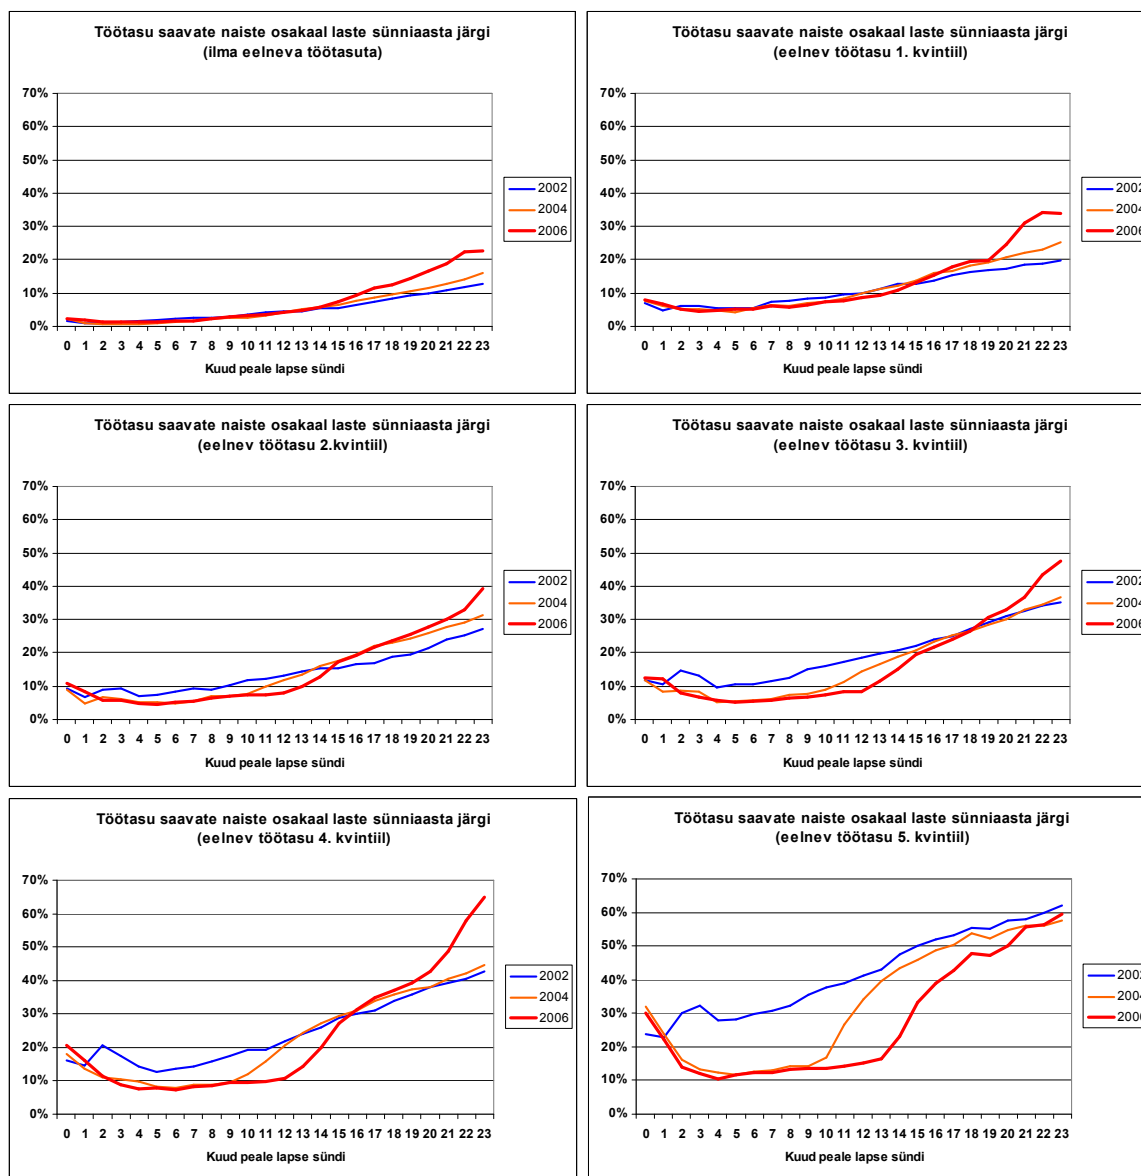 Töötasu saavate naiste osakaal laste sünniaasta järgi
(ilma eelneva töötasuta)
70%
60%
50%
40%
30%
20%
10%
0%
0 1 2 3 4 5 6 7 8 9 10 11 12 13 14 15 16 17 18 19 20 21 22 23
Kuud peale lapse sündi
2002
2004
2006
Töötasu saavate naiste osakaal laste sünniaasta järgi
(eelnev töötasu 1. kvintiil)
70%
60%
50%
40%
30%
20%
10%
0%
0 1 2 3 4 5 6 7 8 9 10 11 12 13 14 15 16 17 18 19 20 21 22 23
Kuud peale lapse sündi
2002
2004
2006
Töötasu saavate naiste osakaal laste sünniaasta järgi
(eelnev töötasu 2.kvintiil)
70%
60%
50%
40%
30%
20%
10%
0%
0 1 2 3 4 5 6 7 8 9 10 11 12 13 14 15 16 17 18 19 20 21 22 23
Kuud peale lapse sündi
2002
2004
2006
Töötasu saavate naiste osakaal laste sünniaasta järgi
(eelnev töötasu 3. kvintiil)
70%
60%
50%
40%
30%
20%
10%
0%
0 1 2 3 4 5 6 7 8 9 10 11 12 13 14 15 16 17 18 19 20 21 22 23
Kuud peale lapse sündi
2002
2004
2006
Töötasu saavate naiste osakaal laste sünniaasta järgi
(eelnev töötasu 4. kvintiil)
70%
60%
50%
40%
30%
20%
10%
0%
0 1 2 3 4 5 6 7 8 9 10 11 12 13 14 15 16 17 18 19 20 21 22 23
Kuud peale lapse sündi
2002
2004
2006
Töötasu saavate naiste osakaal laste sünniaasta järgi
(eelnev töötasu 5. kvintiil)
70%
60%
50%
40%
30%
20%
10%
0%
0 1 2 3 4 5 6 7 8 9 10 11 12 13 14 15 16 17 18 19 20 21 22 23
Kuud peale lapse sündi
2002
2004
2006